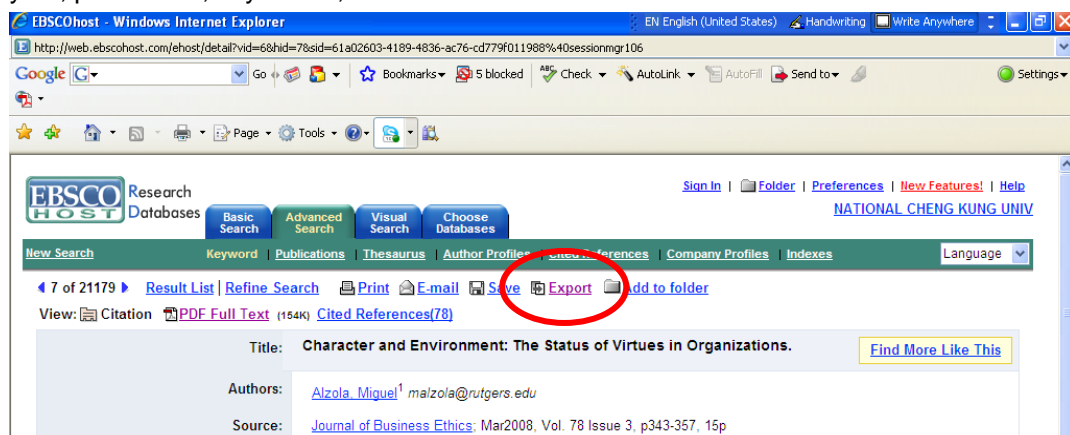 EBSCOhost - Windows Internet Explorer EN English (United States) Handwriting Write Anywhere
http://web.ebscohost.com/ehost/detail?vid=6&hid=7&sid=61a02603-4189-4836-ac76-cd779f011988%40sessionmgr106
Google G Go Bookmarks 5 blocked ABC Check AutoLink AutoFill Send to Settings
Page Tools
EBSCO HOST Research Databases
Sign In | Folder | Preferences | New Features! | Help
NATIONAL CHENG KUNG UNIV
Basic Search Advanced Search Visual Search Choose Databases
New Search Keyword | Publications | Thesaurus | Author Profiles | Cited References | Company Profiles | Indexes Language
7 of 21179 Result List | Refine Search Print E-mail Save Export Add to folder
View: Citation PDF Full Text (154K) Cited References(78)
Title: Character and Environment: The Status of Virtues in Organizations. Find More Like This
Authors: Alzola, Miguel1 malzola@rutgers.edu
Source: Journal of Business Ethics; Mar2008, Vol. 78 Issue 3, p343-357, 15p